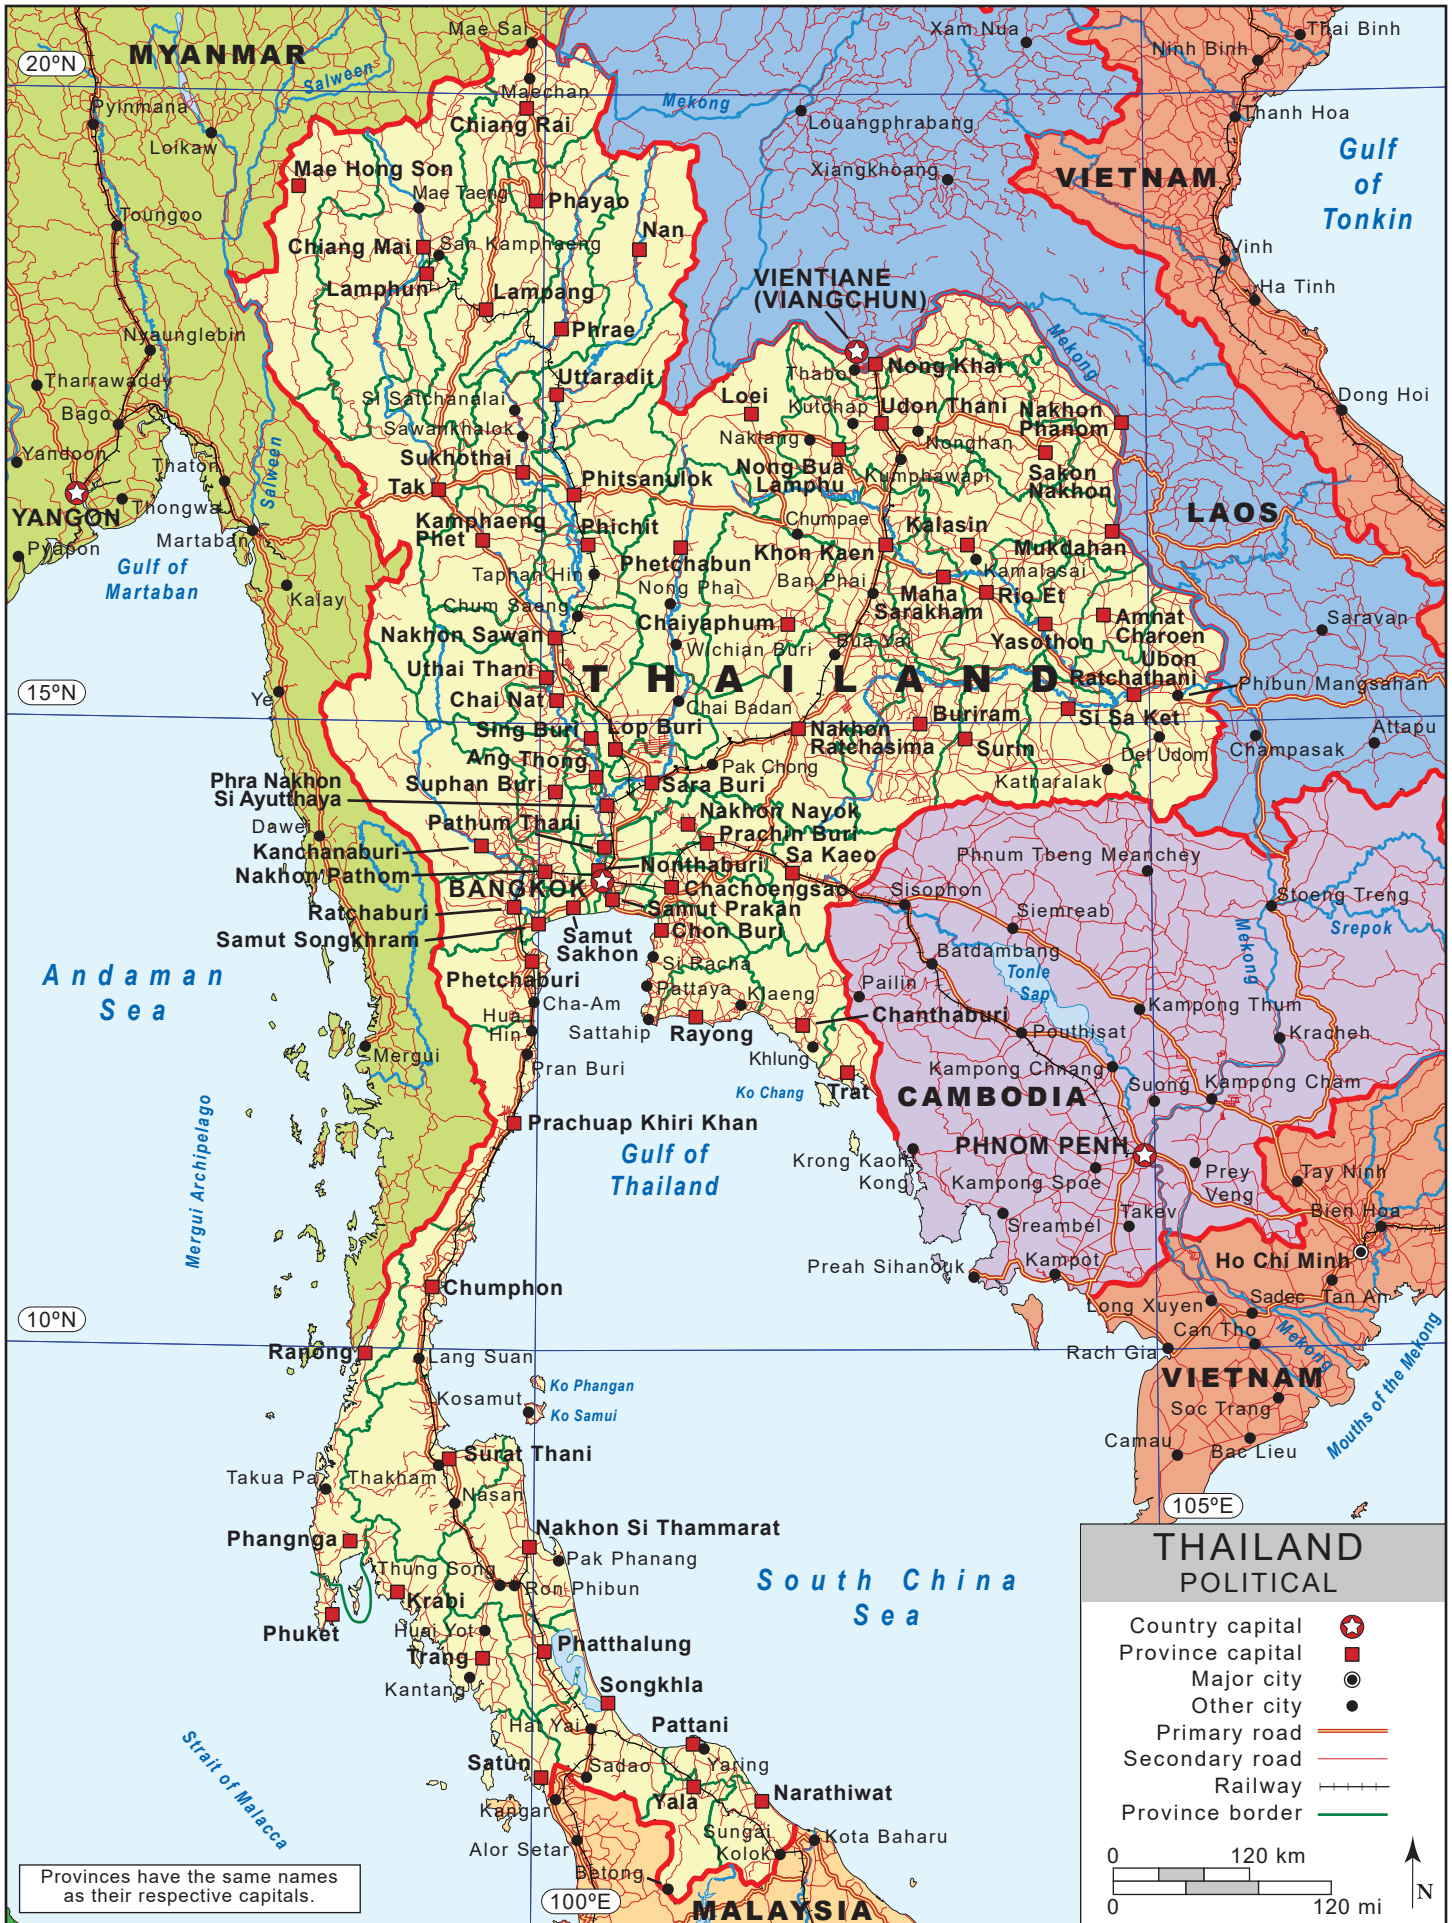 Mae Sai
Xam Nua
Thai Binh
Ninh Binh
MYANMAR
20ºN
Salween
Mekong
Maechan
Pyinmana
Louangphrabang
Thanh Hoa
Chiang Rai
Loikaw
Gulf
of
Tonkin
Mae Hong Son
Xiangkhoang
VIETNAM
Mae Taeng
Phayao
Toungoo
Nan
Chiang Mai
San Kamphaeng
Vinh
Lamphun
Lampang
VIENTIANE
(VIANGCHUN)
Ha Tinh
Phrae
Nyaunglebin
Mekong
Thabo
Nong Khai
Tharrawaddy
Uttaradit
Loei
Si Satchanalai
Kutchap
Udon Thani
Nakhon
Phanom
Dong Hoi
Bago
Sawankhalok
Naklang
Nonghan
Yandoon
Thaton
Salween
Sukhothai
Nong Bua
Lamphu
Kumphawapi
Sakon
Nakhon
Tak
Phitsanulok
YANGON
Thongwa
LAOS
Kamphaeng
Phet
Phichit
Chumpae
Kalasin
Martaban
Pyapon
Phetchabun
Khon Kaen
Mukdahan
Gulf of
Martaban
Taphan Hin
Nong Phai
Ban Phai
Kamalasai
Kalay
Chum Saeng
Maha
Sarakham
Rio Et
Amnat
Charoen
Nakhon Sawan
Chaiyaphum
Saravan
Wichian Buri
Bua Yai
Yasothon
Uthai Thani
THAILAND
Ubon
Ratchathani
15ºN
Ye
Chai Nat
Chai Badan
Phibun Mangsahan
Sing Buri
Lop Buri
Nakhon
Ratchasima
Buriram
Si Sa Ket
Attapu
Ang Thong
Surin
Det Udom
Champasak
Pak Chong
Phra Nakhon
Si Ayutthaya
Suphan Buri
Sara Buri
Katharalak
Nakhon Nayok
Dawei
Pathum Thani
Prachin Buri
Kanchanaburi
Nonthaburi
Sa Kaeo
Phnum Tbeng Meanchey
Nakhon Pathom
BANGKOK
Chachoengsao
Sisophon
Stoeng Treng
Ratchaburi
Samut Prakan
Siemreab
Srepok
Samut Songkhram
Samut
Sakhon
Chon Buri
Batdambang
Mekong
Andaman
Sea
Si Racha
Tonle
Sap
Phetchaburi
Pattaya
Klaeng
Pailin
Cha-Am
Kampong Thum
Hua
Hin
Sattahip
Rayong
Chanthaburi
Pouthisat
Kracheh
Mergui
Khlung
Pran Buri
Kampong Chnang
Ko Chang
Trat
CAMBODIA
Suong
Kampong Cham
Prachuap Khiri Khan
Mergui Archipelago
Gulf of
Thailand
Krong Kaoh
Kong
PHNOM PENH
Kampong Spoe
Prey
Veng
Tay Ninh
Sreambel
Takev
Bien Hoa
Preah Sihanouk
Kampot
Ho Chi Minh
Chumphon
Long Xuyen
Sadec
Tan An
10ºN
Can Tho
Mekong
Ranong
Lang Suan
Rach Gia
VIETNAM
Mouths of the Mekong
Ko Phangan
Kosamut
Ko Samui
Soc Trang
Camau
Bac Lieu
Surat Thani
Takua Pa
Thakham
Nasan
105ºE
Phangnga
Nakhon Si Thammarat
Pak Phanang
Thung Song
Ron Phibun
Krabi
South China
Sea
Phuket
Huai Yot
Trang
Phatthalung
Kantang
Songkhla
Hat Yai
Pattani
Strait of Malacca
Satun
Sadao
Yaring
Kangar
Yala
Narathiwat
Alor Setar
Sungai
Kolok
Kota Baharu
Betong
100ºE
MALAYSIA
THAILAND
POLITICAL
Country capital
Province capital
Major city
Other city
Primary road
Secondary road
Railway
Province border
0 120 km
0 120 mi
N
Provinces have the same names
as their respective capitals.